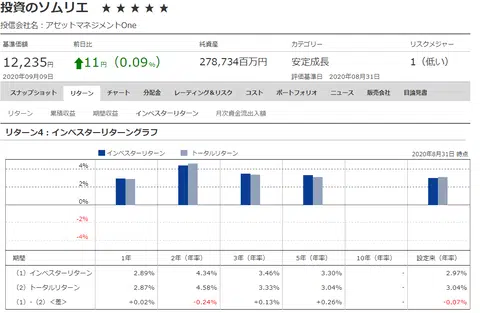 投資のソムリエ ★★★★★
投信会社名：アセットマネジメントOne
基準価額 前日比 純資産 カテゴリー リスクメジャー
12,235円 11円 (0.09%) 278,734百万円 安定成長 1（低い）
2020年09月09日 評価基準日 2020年08月31日
スナップショット リターン チャート 分配金 レーティング&リスク コスト ポートフォリオ ニュース 販売会社 目論見書
リターン 累積収益 期間収益 インベスターリターン 月次資金流出入額
リターン4：インベスターリターングラフ
インベスターリターン トータルリターン 2020年8月31日 時点
4%
2%
0%
-2%
-4%
期間 1年 2年（年率） 3年（年率） 5年（年率） 10年（年率） 設定来（年率）
（1）インベスターリターン 2.89% 4.34% 3.46% 3.30% - 2.97%
（2）トータルリターン 2.87% 4.58% 3.33% 3.04% - 3.04%
（1）-（2）＜差＞ +0.02% -0.24% +0.13% +0.26% - -0.07%